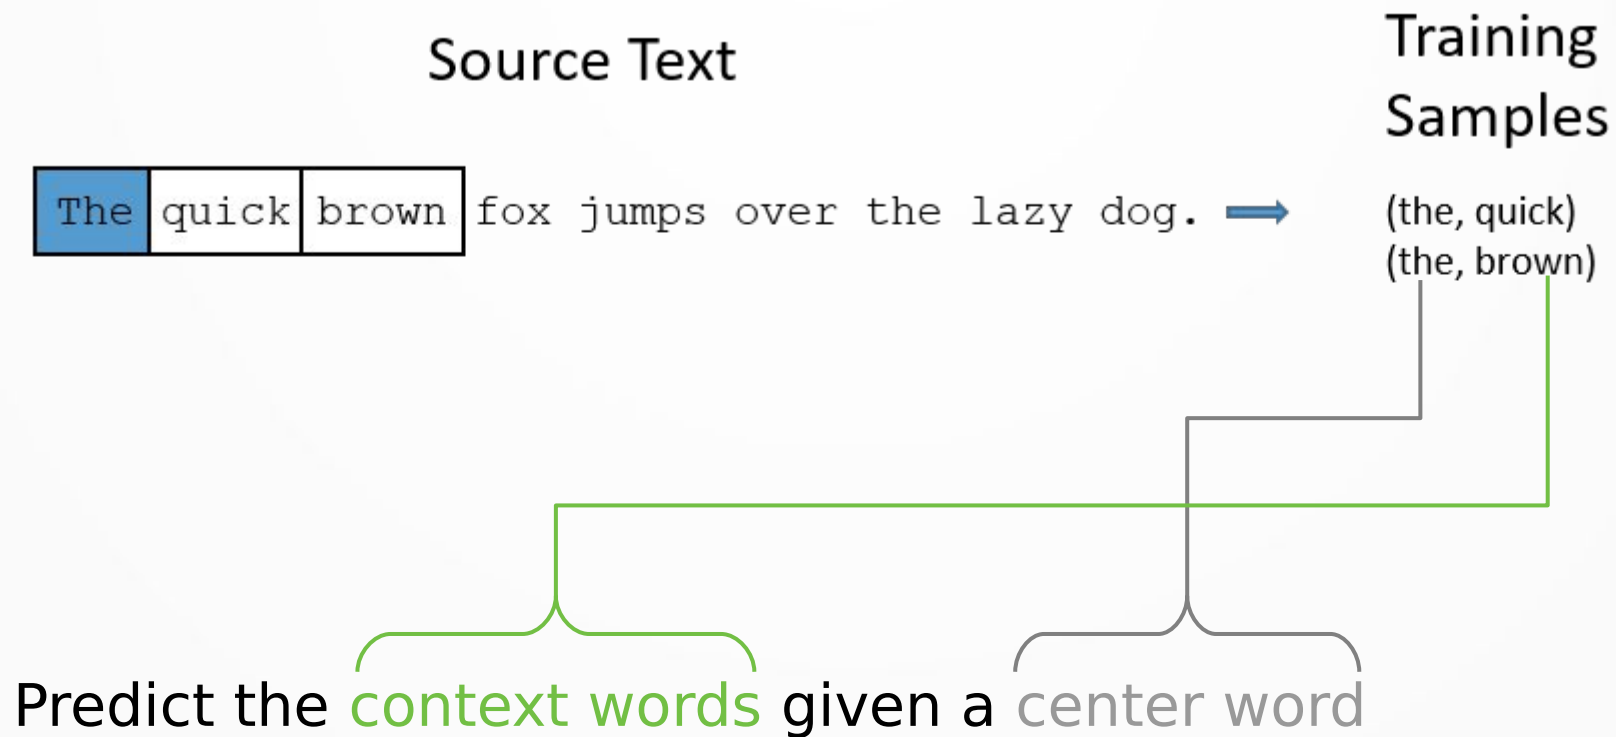 Source Text
Training
Samples
The quick brown fox jumps over the lazy dog.
(the, quick)
(the, brown)
Predict the context words given a center word